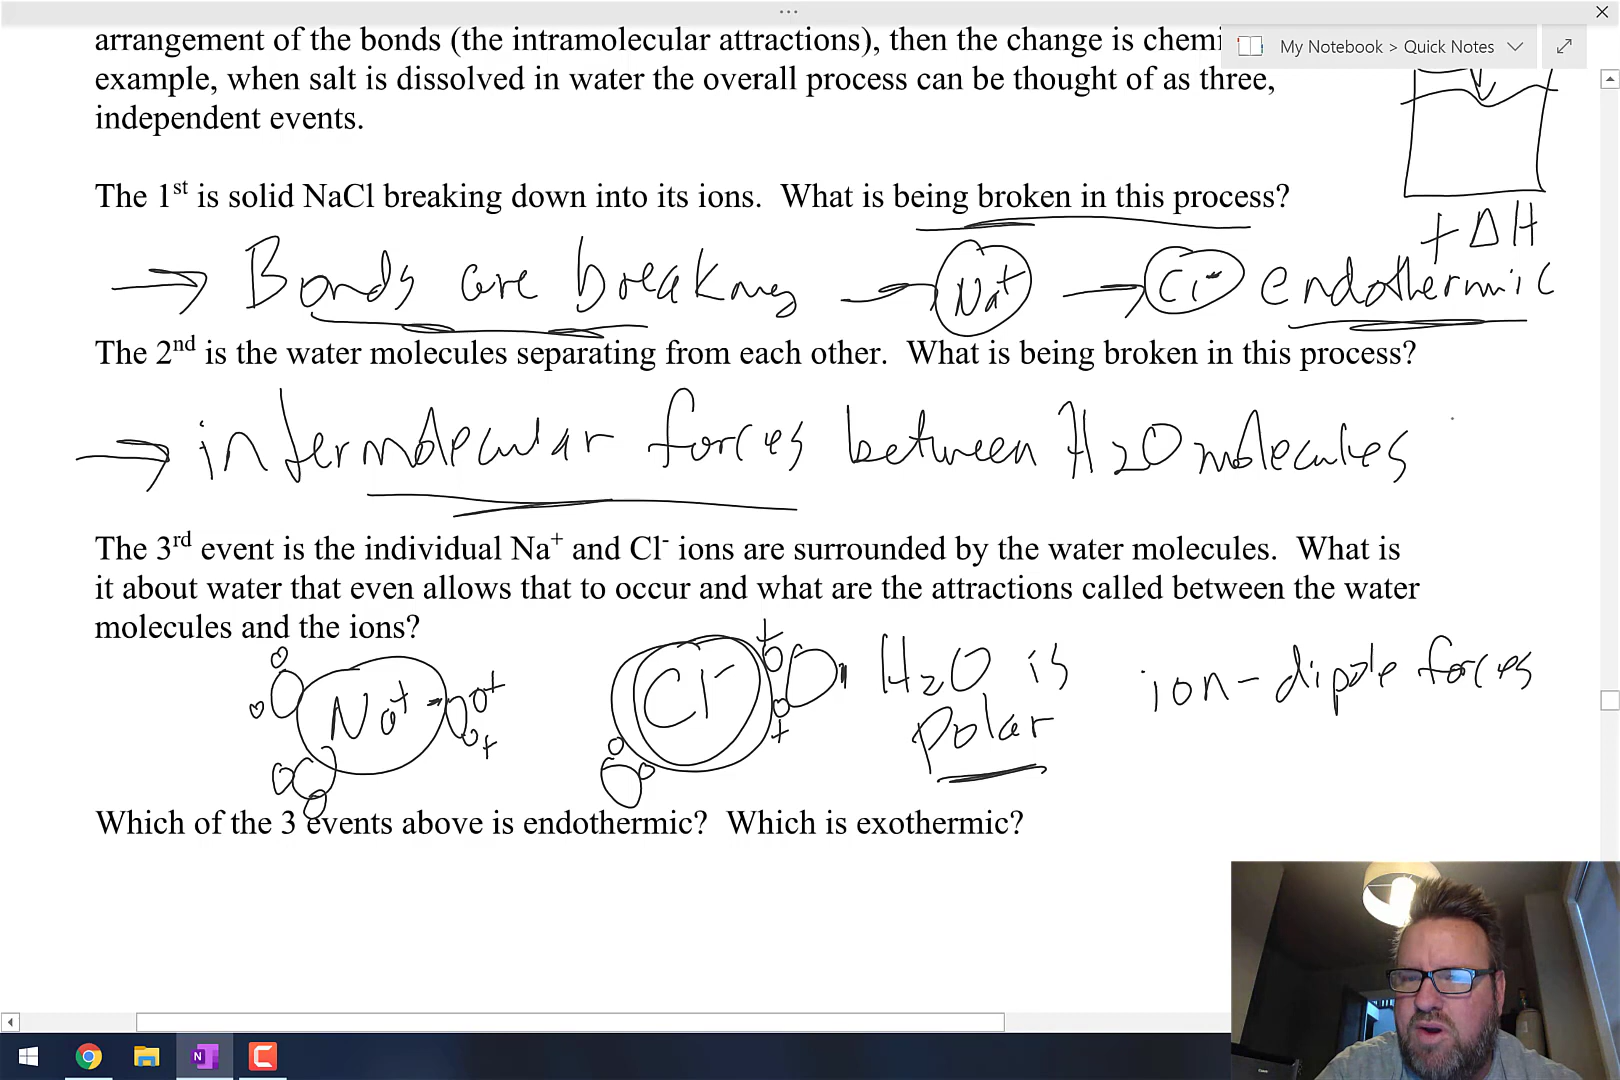 ...
My Notebook > Quick Notes
arrangement of the bonds (the intramolecular attractions), then the change is chemi
example, when salt is dissolved in water the overall process can be thought of as three,
independent events.
The 1st is solid NaCl breaking down into its ions. What is being broken in this process?
+ΔH
→ Bonds are breaking → Na+ → Cl- endothermic
The 2nd is the water molecules separating from each other. What is being broken in this process?
→ intermolecular forces between H2O molecules
The 3rd event is the individual Na+ and Cl- ions are surrounded by the water molecules. What is
it about water that even allows that to occur and what are the attractions called between the water
molecules and the ions?
Na+ - + + Cl- + + - H2O is ion-dipole forces
polar
Which of the 3 events above is endothermic? Which is exothermic?